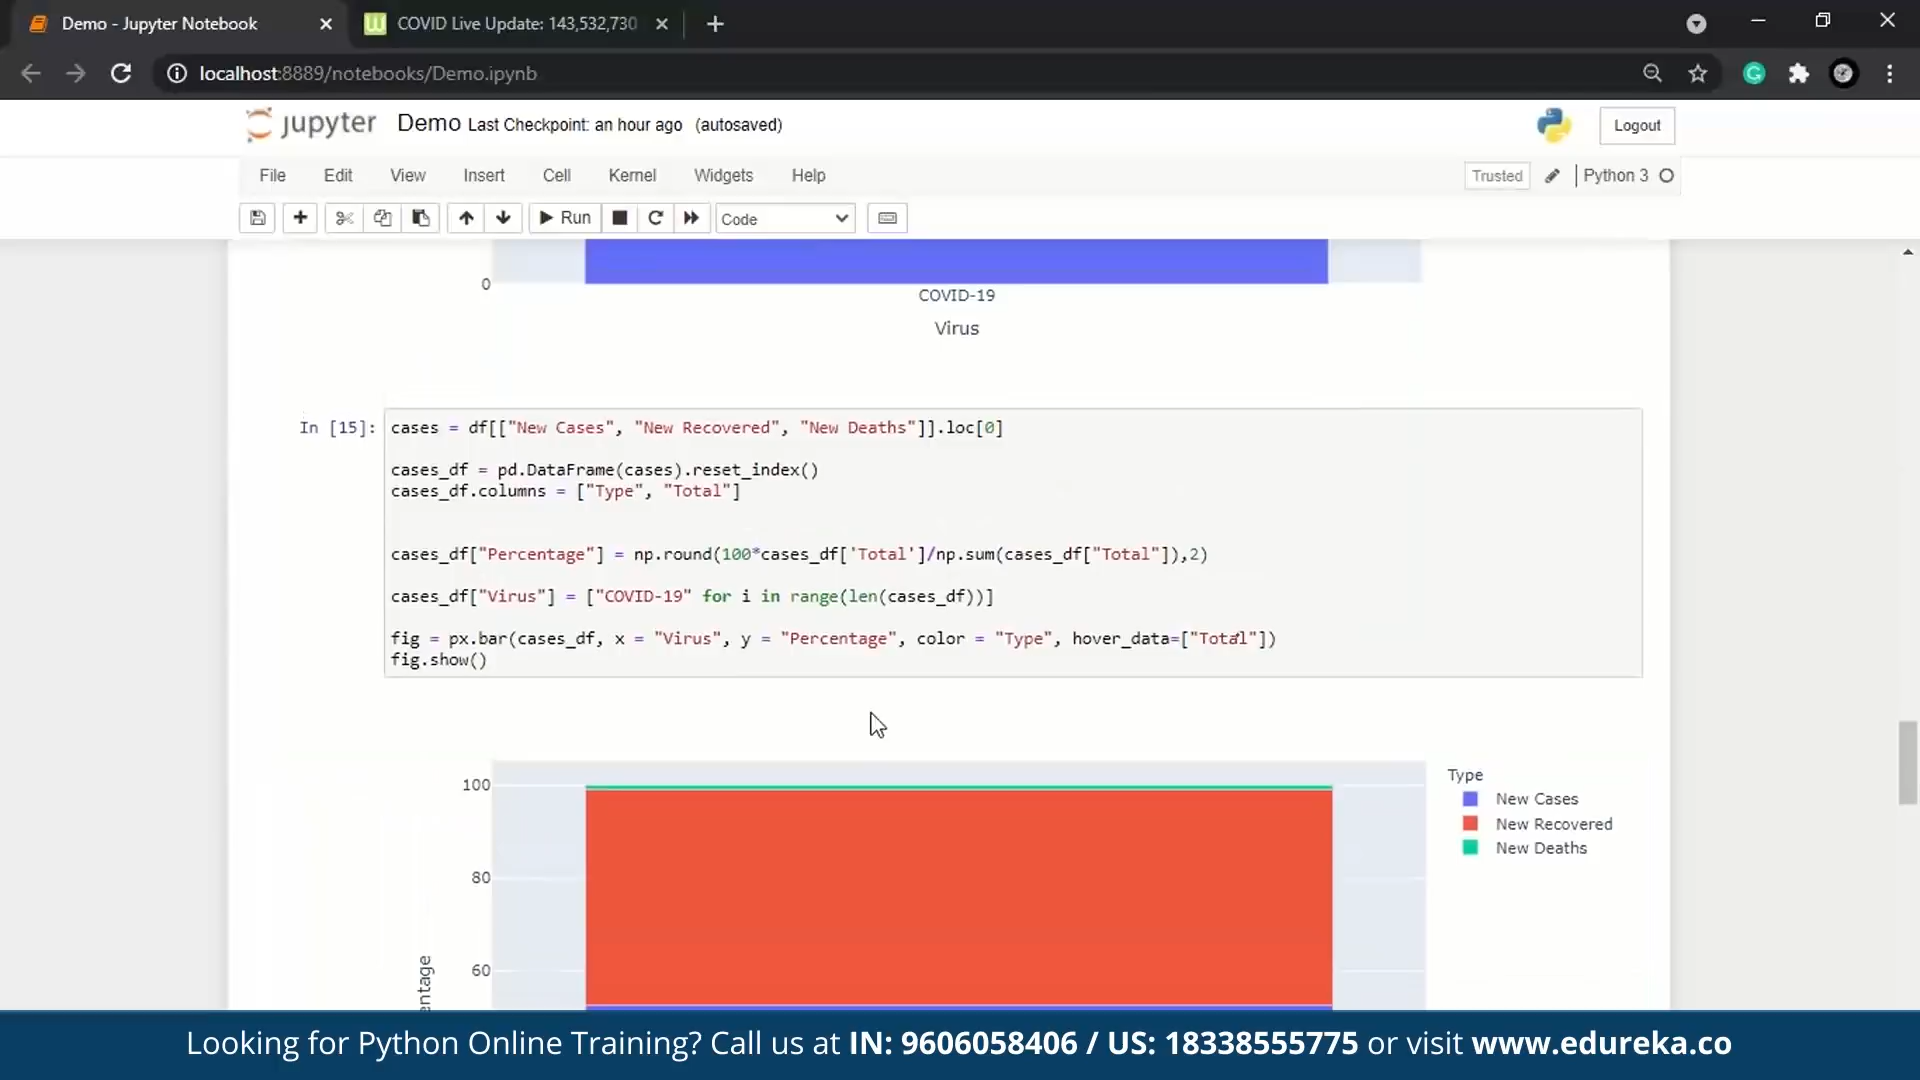 Demo - Jupyter Notebook
COVID Live Update: 143,532,730
localhost:8889/notebooks/Demo.ipynb
jupyter Demo Last Checkpoint: an hour ago (autosaved)
Logout
File Edit View Insert Cell Kernel Widgets Help
Trusted
Python 3
Run
Code
0
COVID-19
Virus
In [15]:
cases = df[["New Cases", "New Recovered", "New Deaths"]].loc[0]
cases_df = pd.DataFrame(cases).reset_index()
cases_df.columns = ["Type", "Total"]
cases_df["Percentage"] = np.round(100*cases_df['Total']/np.sum(cases_df["Total"]),2)
cases_df["Virus"] = ["COVID-19" for i in range(len(cases_df))]
fig = px.bar(cases_df, x = "Virus", y = "Percentage", color = "Type", hover_data=["Total"])
fig.show()
100
80
60
entage
Type
New Cases
New Recovered
New Deaths
Looking for Python Online Training? Call us at IN: 9606058406 / US: 18338555775 or visit www.edureka.co